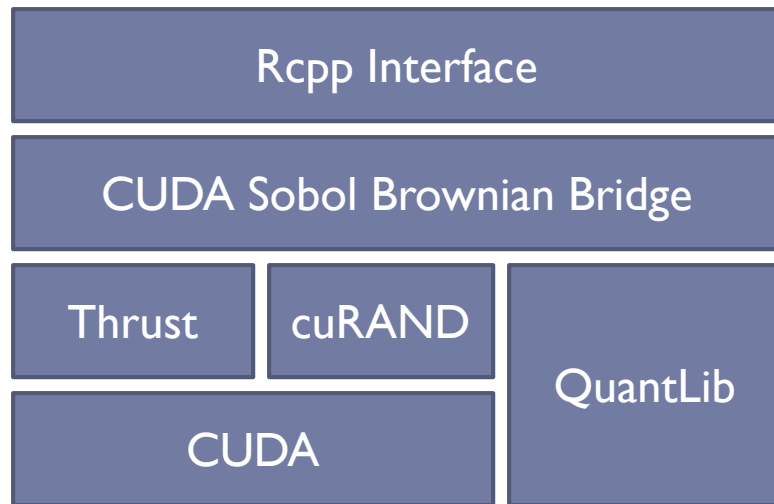 Rcpp Interface
CUDA Sobol Brownian Bridge
Thrust
cuRAND
QuantLib
CUDA